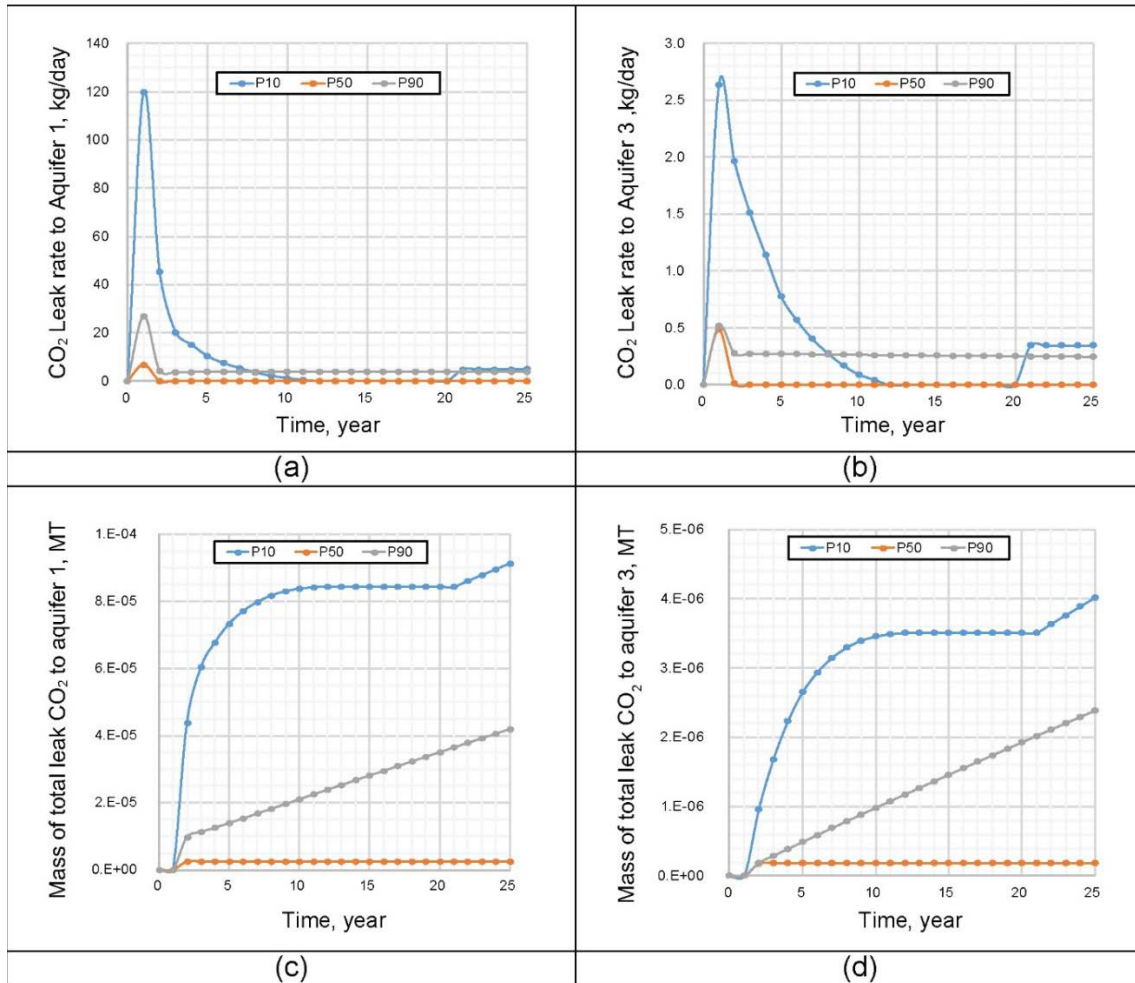 CO₂ Leak rate to Aquifer 1, kg/day
140
120
100
80
60
40
20
0
P10 P50 P90
0 5 10 15 20 25
Time, year
(a)
CO₂ Leak rate to Aquifer 3 ,kg/day
3.0
2.5
2.0
1.5
1.0
0.5
0.0
P10 P50 P90
0 5 10 15 20 25
Time, year
(b)
Mass of total leak CO₂ to aquifer 1, MT
1.E-04
8.E-05
6.E-05
4.E-05
2.E-05
0.E+00
P10 P50 P90
0 5 10 15 20 25
Time, year
(c)
Mass of total leak CO₂ to aquifer 3, MT
5.E-06
4.E-06
3.E-06
2.E-06
1.E-06
0.E+00
P10 P50 P90
0 5 10 15 20 25
Time, year
(d)